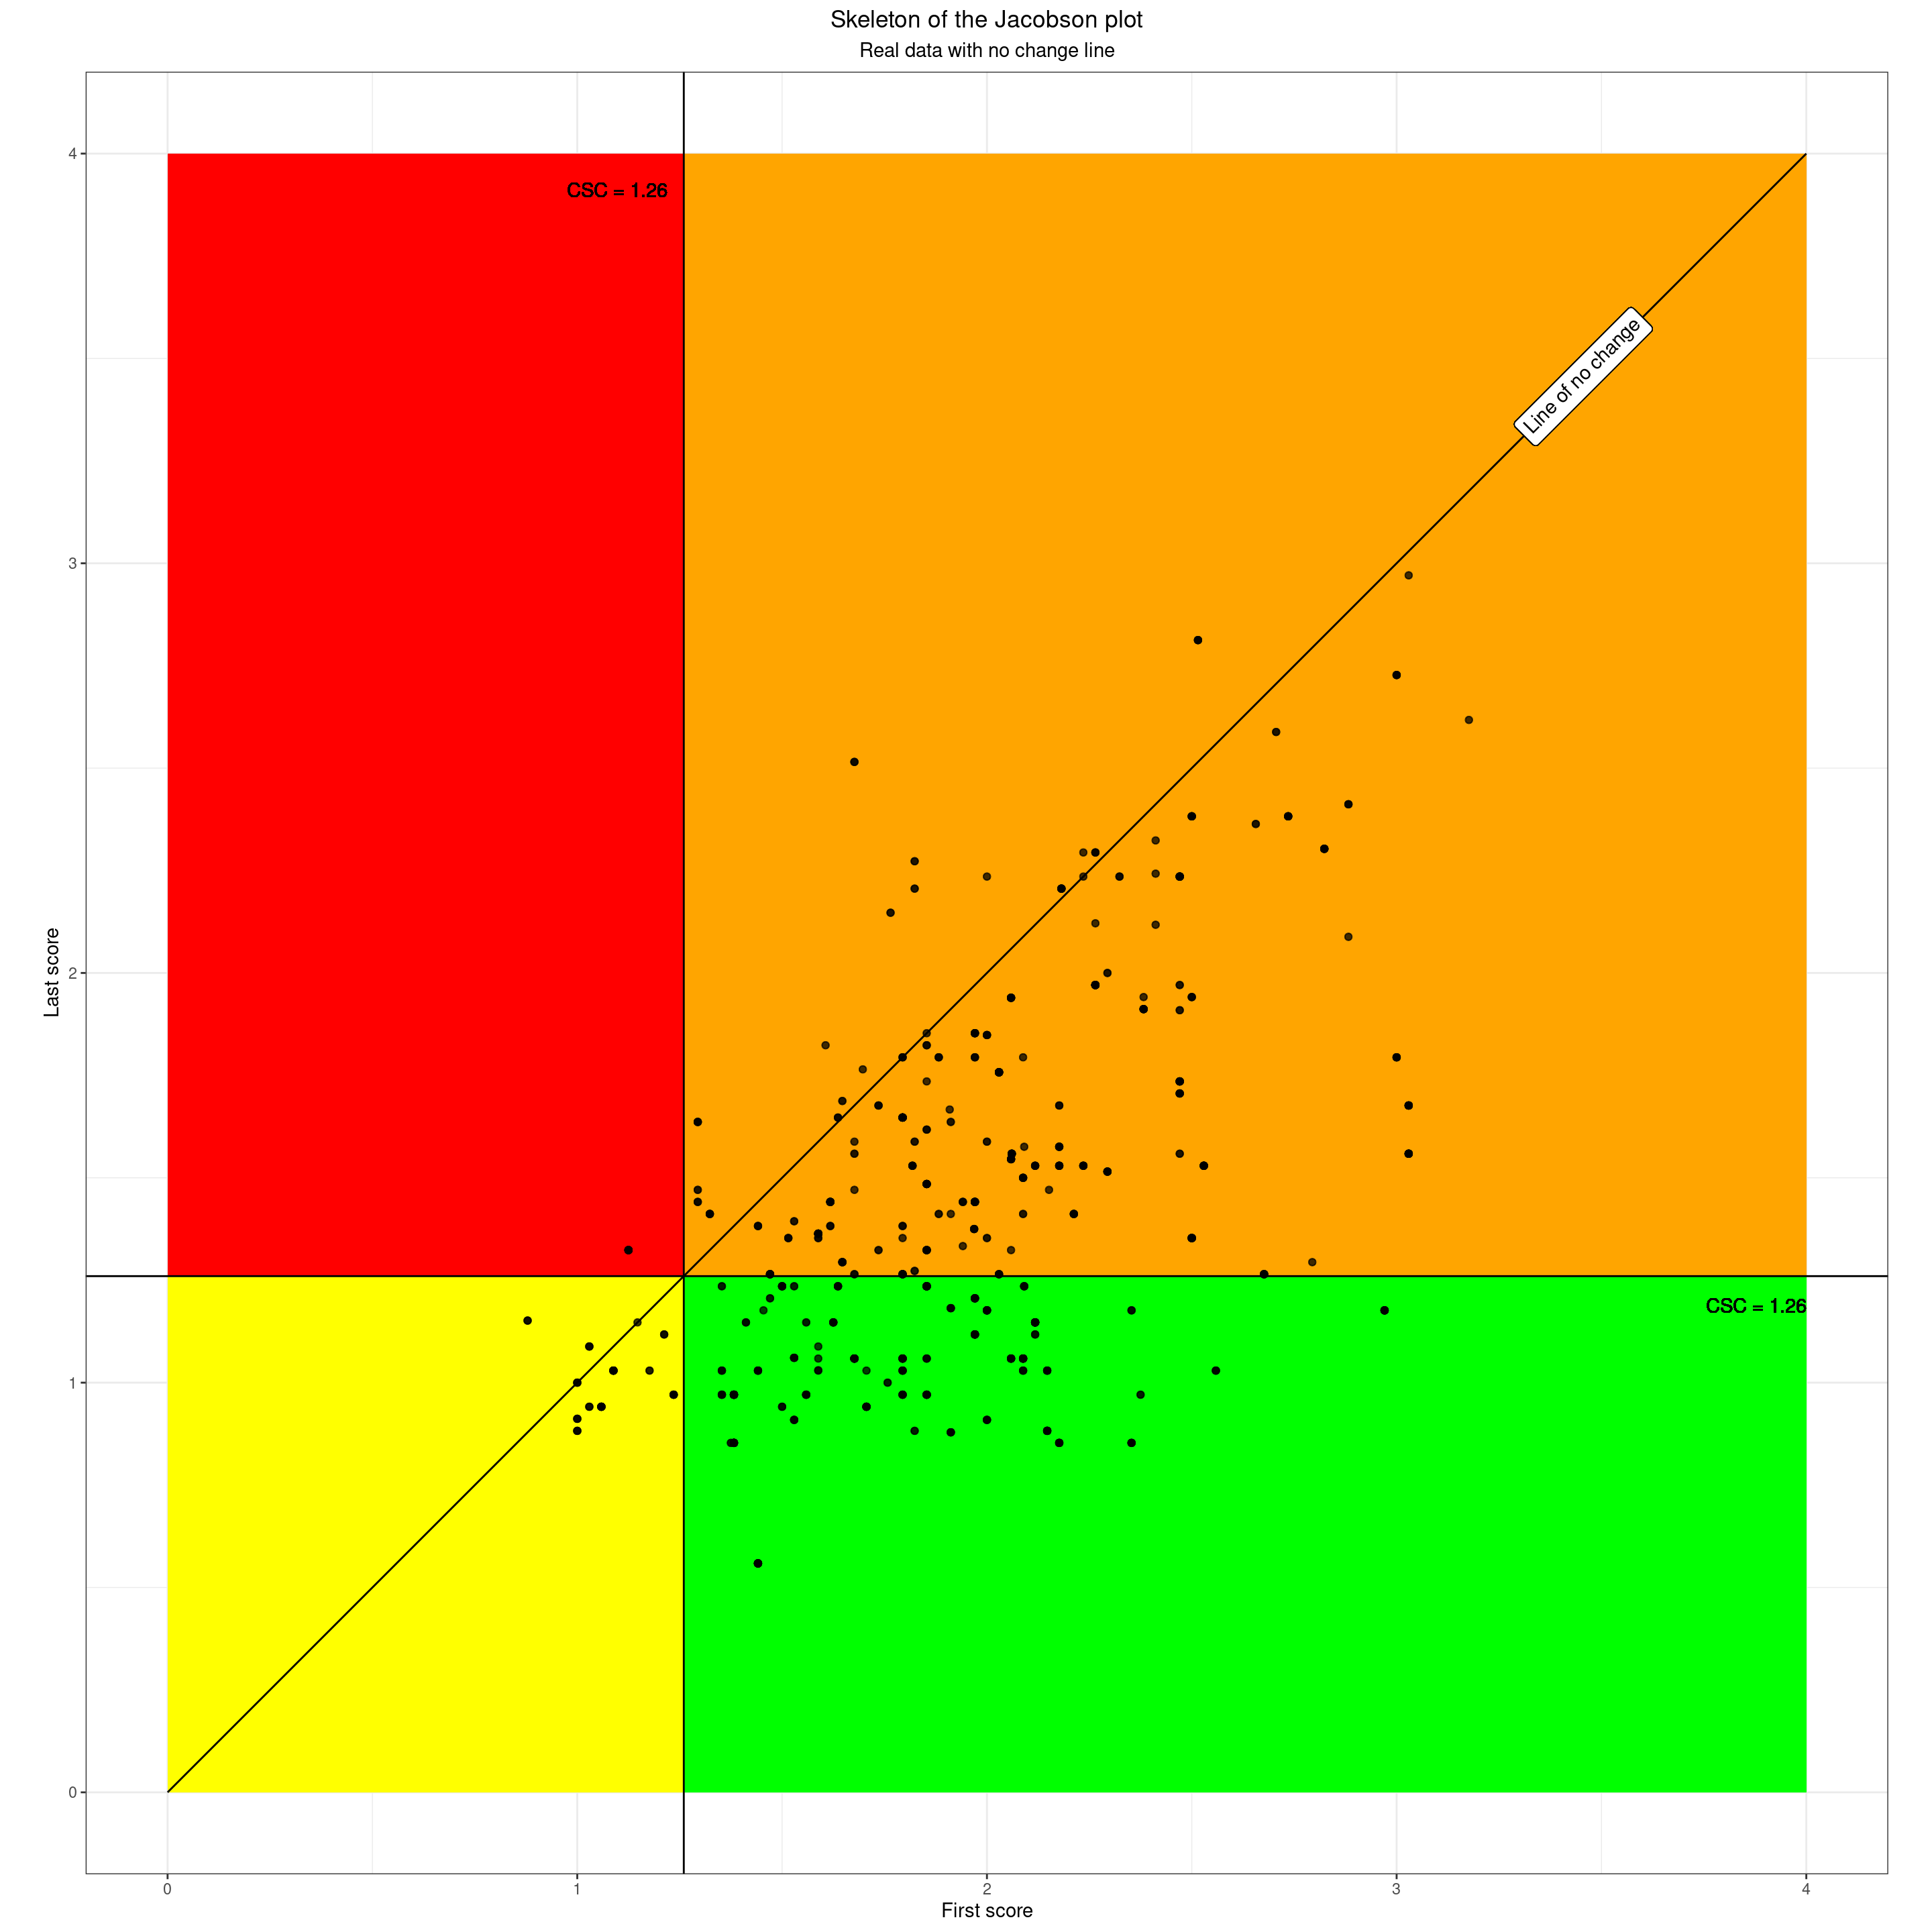 Skeleton of the Jacobson plot
Real data with no change line
4
CSC = 1.26
Line of no change
3
Last score
2
CSC = 1.26
1
0
0 1 2 3 4
First score